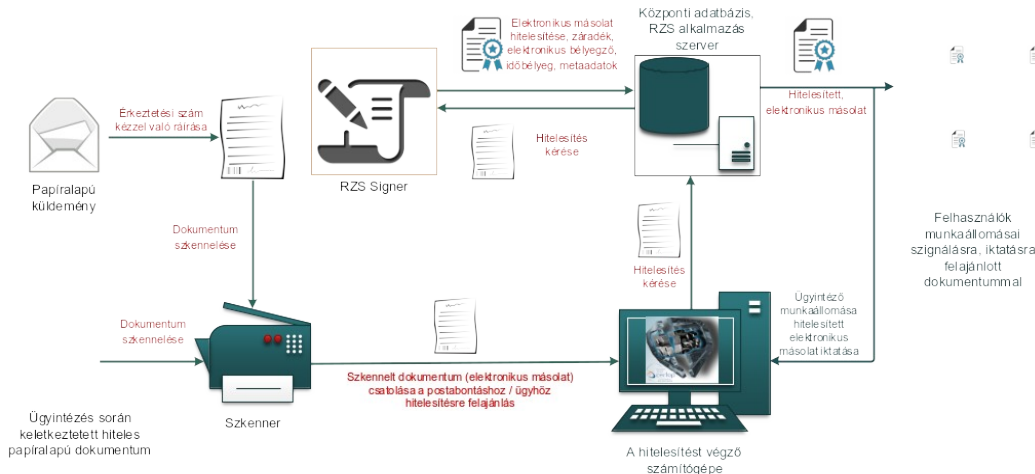 Elektronikus másolat
hitelesítése, záradék,
elektronikus bélyegző,
időbélyeg, metaadatok
Központi adatbázis,
RZS alkalmazás
szerver
Érkeztetési szám
kézzel való ráírása
Hitelesített,
elektronikus másolat
Hitelesítés
kérése
Papíralapú
küldemény
RZS Signer
Dokumentum
szkennelése
Hitelesítés
kérése
Felhasználók
munkaállomásai
szignálásra, iktatásra
felajánlott
dokumentummal
Dokumentum
szkennelése
Ügyintéző
munkaállomása
hitelesített
elektronikus
másolat iktatása
Szkennelt dokumentum (elektronikus másolat)
csatolása a postabontáshoz / ügyhöz
hitelesítésre felajánlás
Szkenner
Ügyintézés során
keletkeztetett hiteles
papíralapú dokumentum
A hitelesítést végző
számítógépe